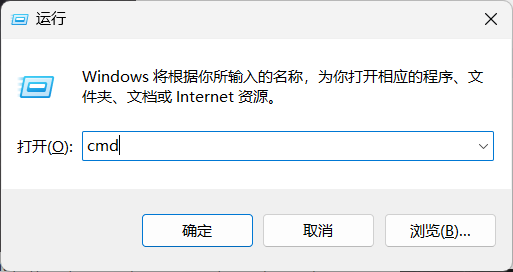 运行
Windows 将根据你所输入的名称，为你打开相应的程序、文
件夹、文档或 Internet 资源。
打开(O): cmd
确定 取消 浏览(B)...